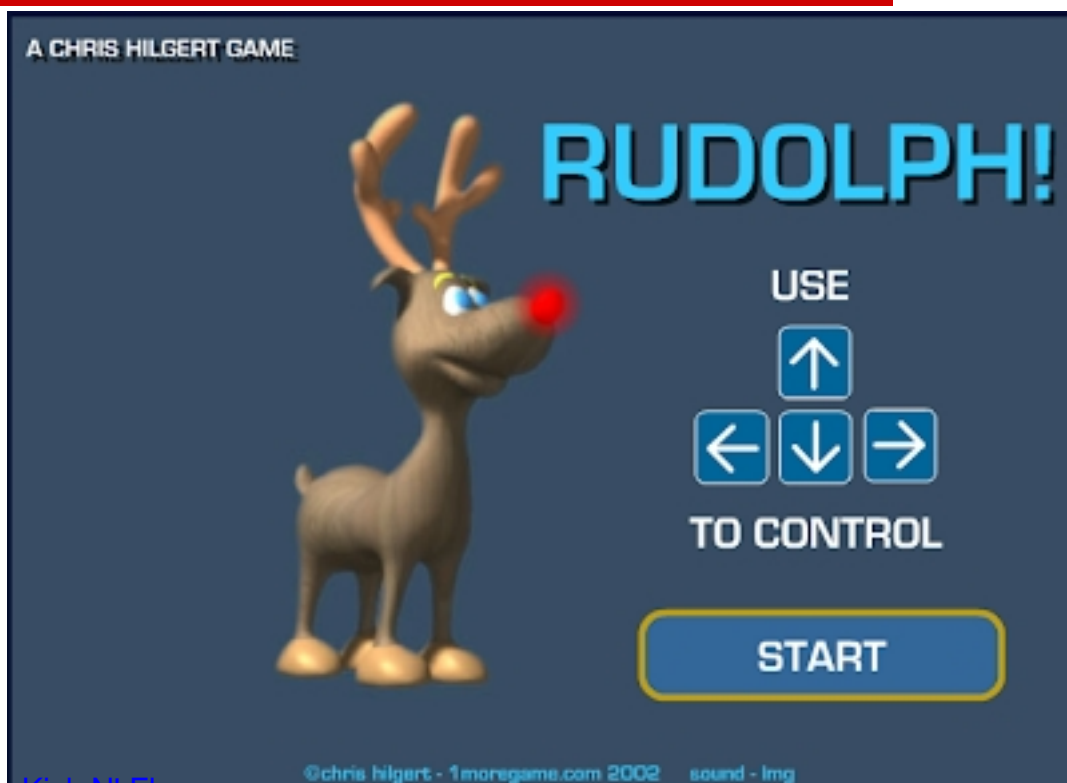 A CHRIS HILGERT GAME
RUDOLPH!
USE
TO CONTROL
START
©chris hilgert - 1moregame.com 2002 sound - lmg